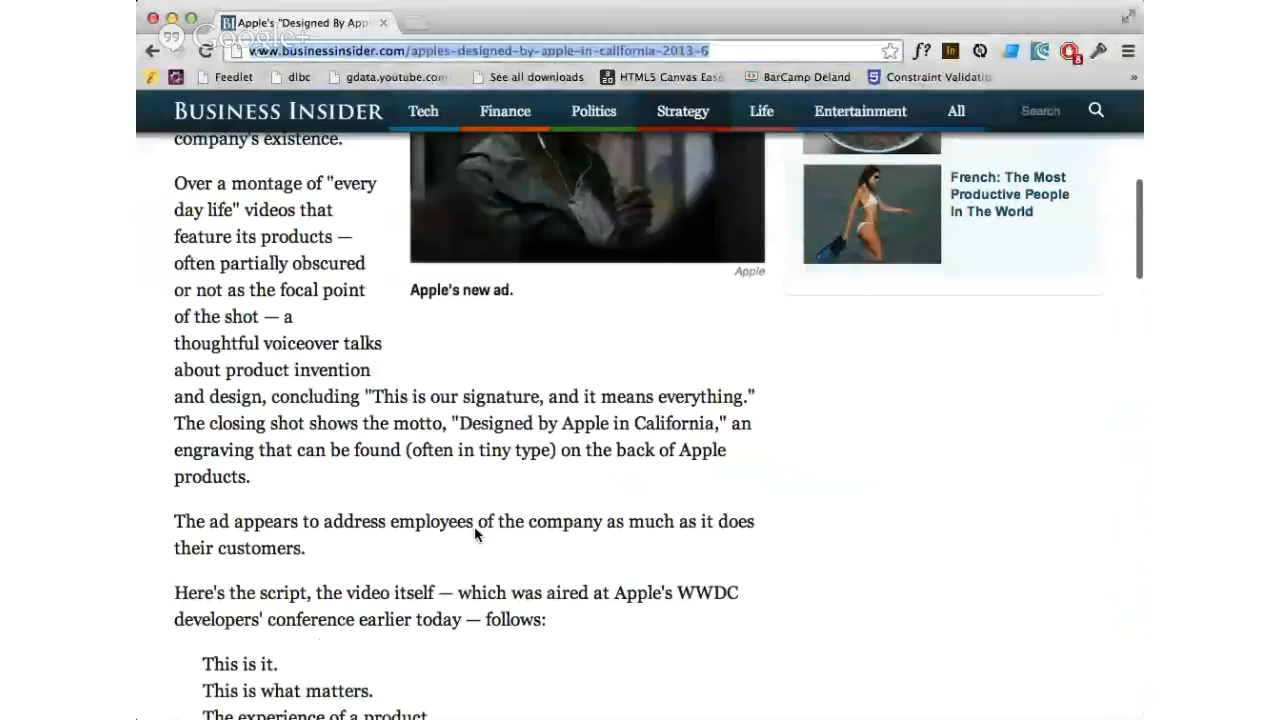 BI Apple's "Designed By App
Google+
www.businessinsider.com/apples-designed-by-apple-in-california-2013-6
f?
In
8
Feedlet
dlbc
gdata.youtube.com
See all downloads
HTML5 Canvas Ease
BarCamp Deland
Constraint Validatio
»
BUSINESS INSIDER
Tech
Finance
Politics
Strategy
Life
Entertainment
All
Search
company's existence.
Over a montage of "every
day life" videos that
feature its products —
often partially obscured
or not as the focal point
of the shot — a
thoughtful voiceover talks
about product invention
and design, concluding "This is our signature, and it means everything."
The closing shot shows the motto, "Designed by Apple in California," an
engraving that can be found (often in tiny type) on the back of Apple
products.
Apple
Apple's new ad.
French: The Most
Productive People
In The World
The ad appears to address employees of the company as much as it does
their customers.
Here's the script, the video itself — which was aired at Apple's WWDC
developers' conference earlier today — follows:
This is it.
This is what matters.
The experience of a product.